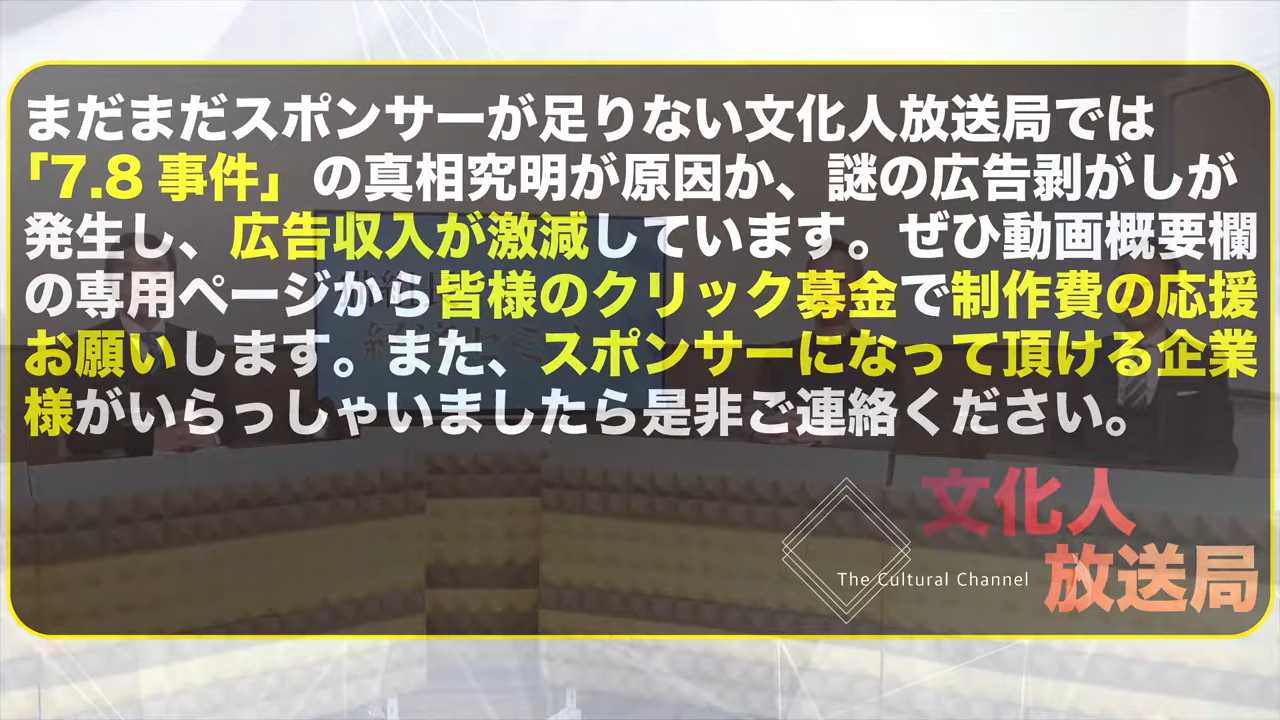 まだまだスポンサーが足りない文化人放送局では
「7.8 事件」の真相究明が原因か、謎の広告剥がしが
発生し、広告収入が激減しています。ぜひ動画概要欄
の専用ページから皆様のクリック募金で制作費の応援
お願いします。また、スポンサーになって頂ける企業
様がいらっしゃいましたら是非ご連絡ください。
文化人
放送局
The Cultural Channel